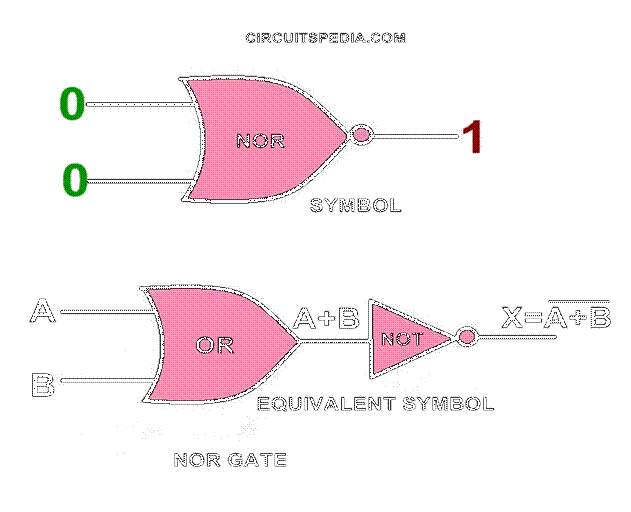 CIRCUITSPEDIA.COM
0
NOR
1
0
SYMBOL
A
OR
A+B
NOT
X=A̅+̅B̅
B
EQUIVALENT SYMBOL
NOR GATE